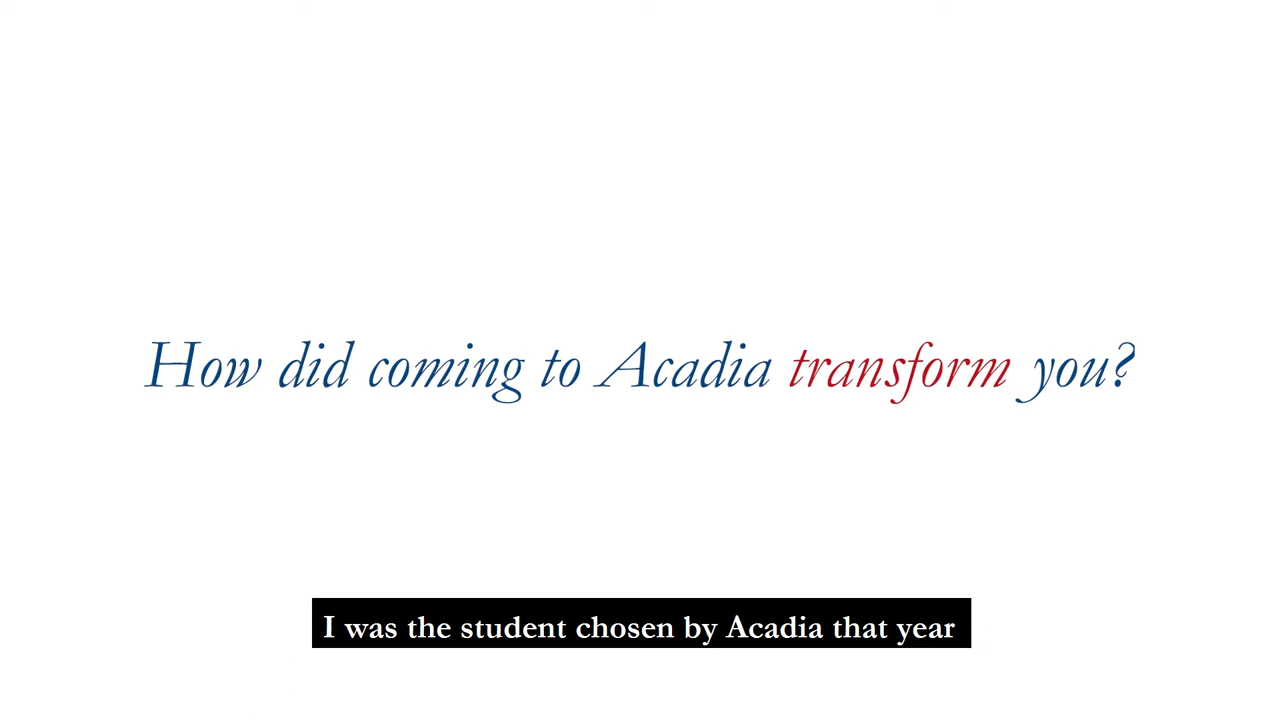 How did coming to Acadia transform you?
I was the student chosen by Acadia that year